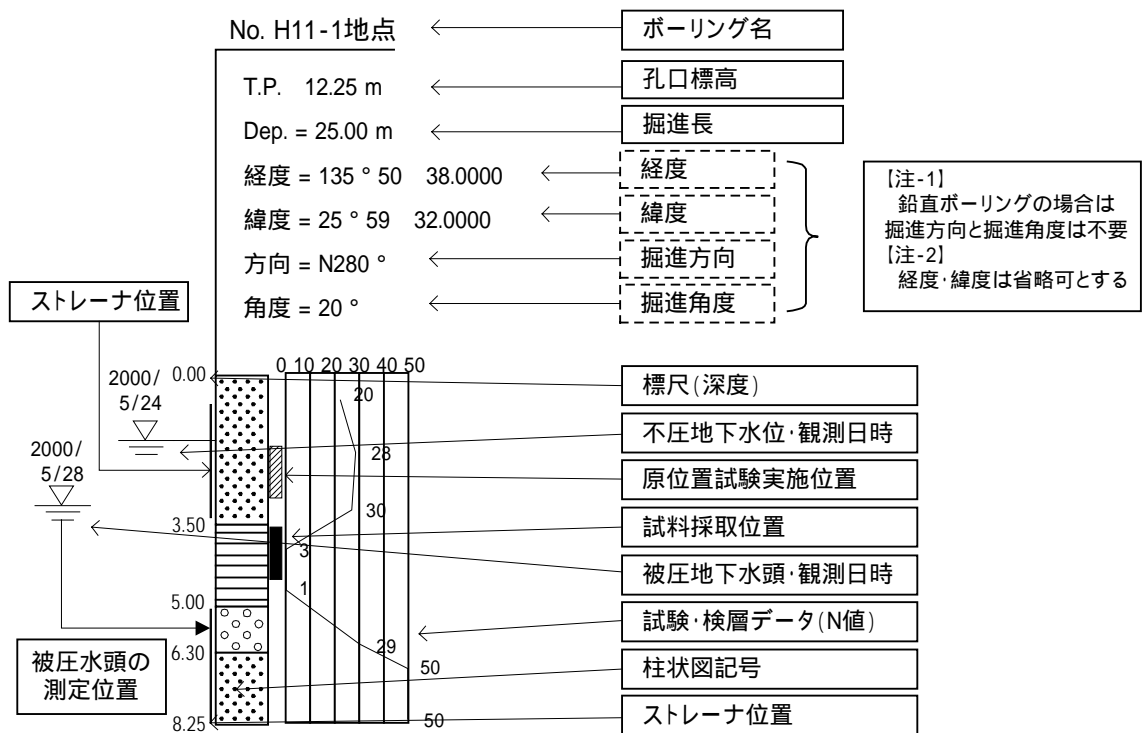 No. H11-1地点
ボーリング名
T.P. 12.25 m
孔口標高
Dep. = 25.00 m
掘進長
経度 = 135 ° 50 38.0000
経度
緯度 = 25 ° 59 32.0000
緯度
方向 = N280 °
掘進方向
角度 = 20 °
掘進角度
【注-1】
鉛直ボーリングの場合は
掘進方向と掘進角度は不要
【注-2】
経度・緯度は省略可とする
ストレーナ位置
0 10 20 30 40 50
2000/
5/24
0.00
20
標尺(深度)
不圧地下水位・観測日時
2000/
5/28
28
原位置試験実施位置
30
3.50
試料採取位置
3
被圧地下水頭・観測日時
1
5.00
試験・検層データ(N値)
29
6.30
50
柱状図記号
被圧水頭の
測定位置
8.25
50
ストレーナ位置